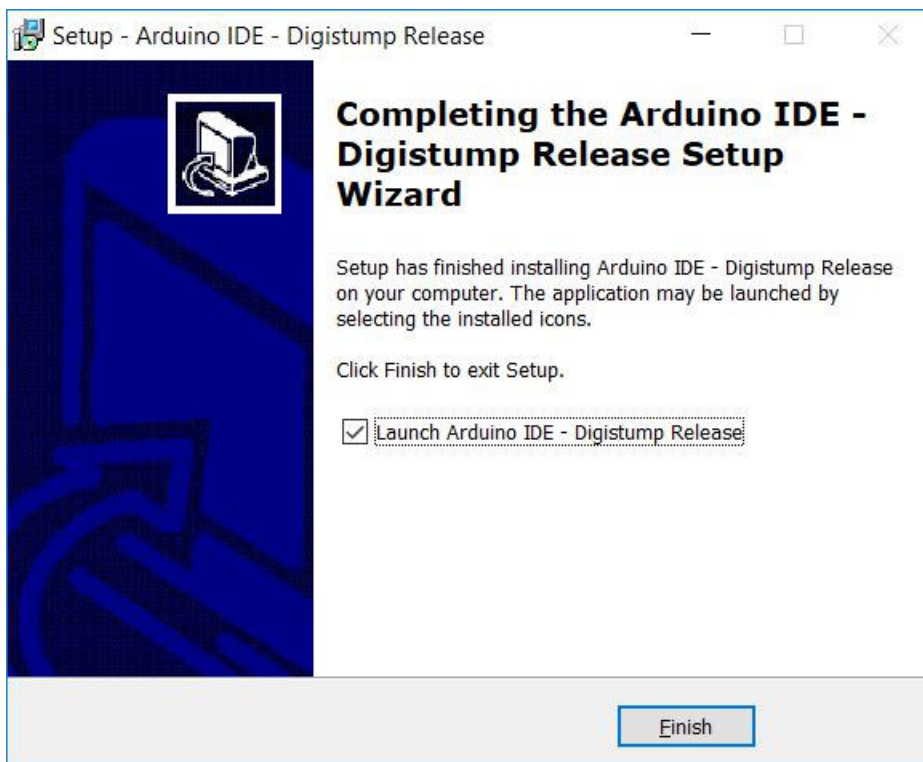 Setup - Arduino IDE - Digistump Release
Completing the Arduino IDE -
Digistump Release Setup
Wizard
Setup has finished installing Arduino IDE - Digistump Release
on your computer. The application may be launched by
selecting the installed icons.
Click Finish to exit Setup.
Launch Arduino IDE - Digistump Release
Finish